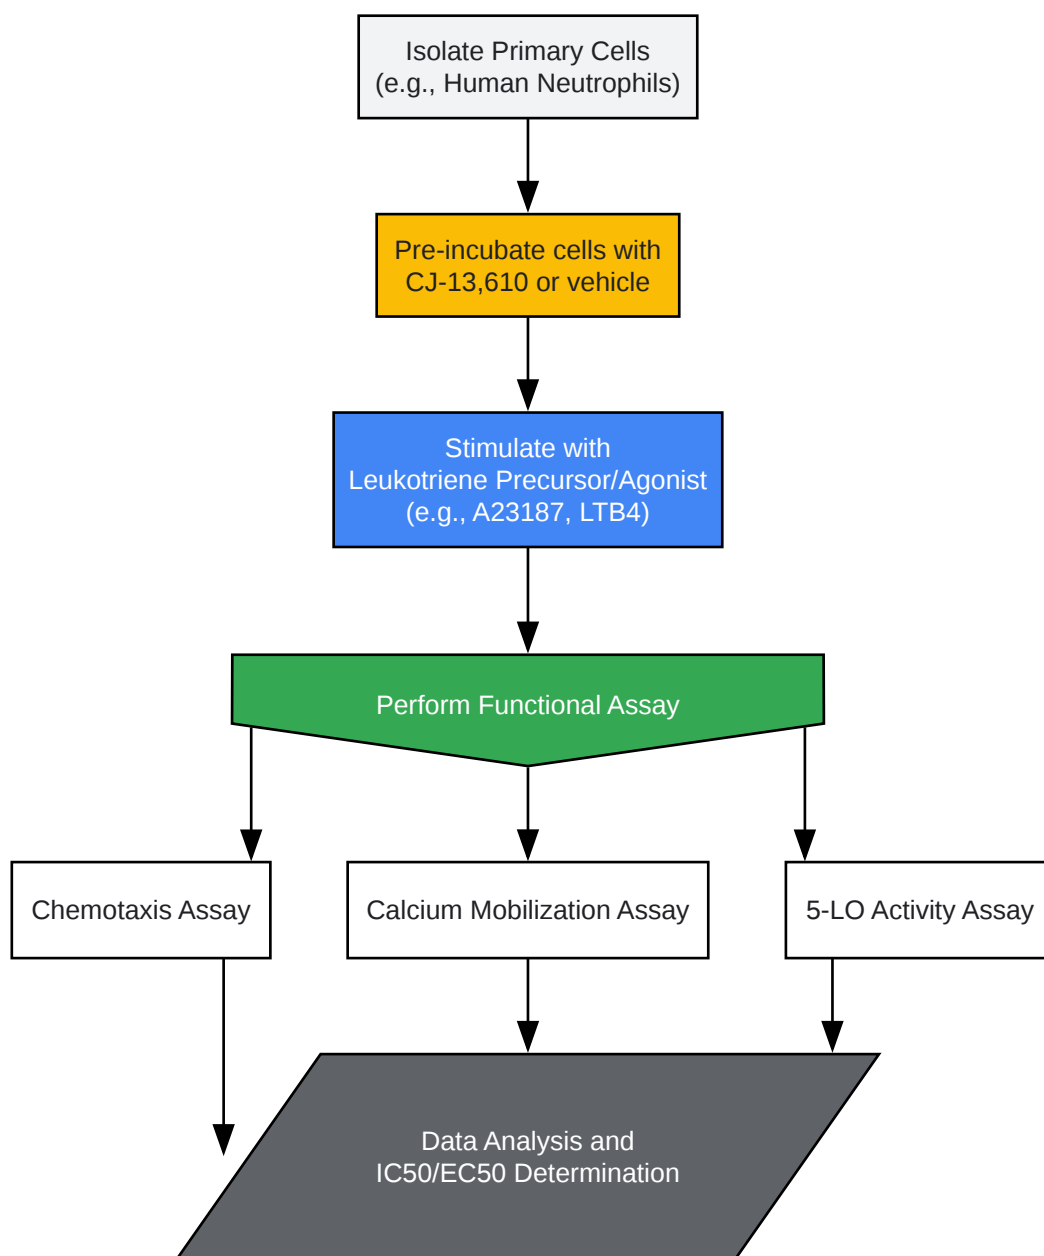 Isolate Primary Cells
(e.g., Human Neutrophils)
Pre-incubate cells with
CJ-13,610 or vehicle
Stimulate with
Leukotriene Precursor/Agonist
(e.g., A23187, LTB4)
Perform Functional Assay
Chemotaxis Assay
Calcium Mobilization Assay
5-LO Activity Assay
Data Analysis and
IC50/EC50 Determination